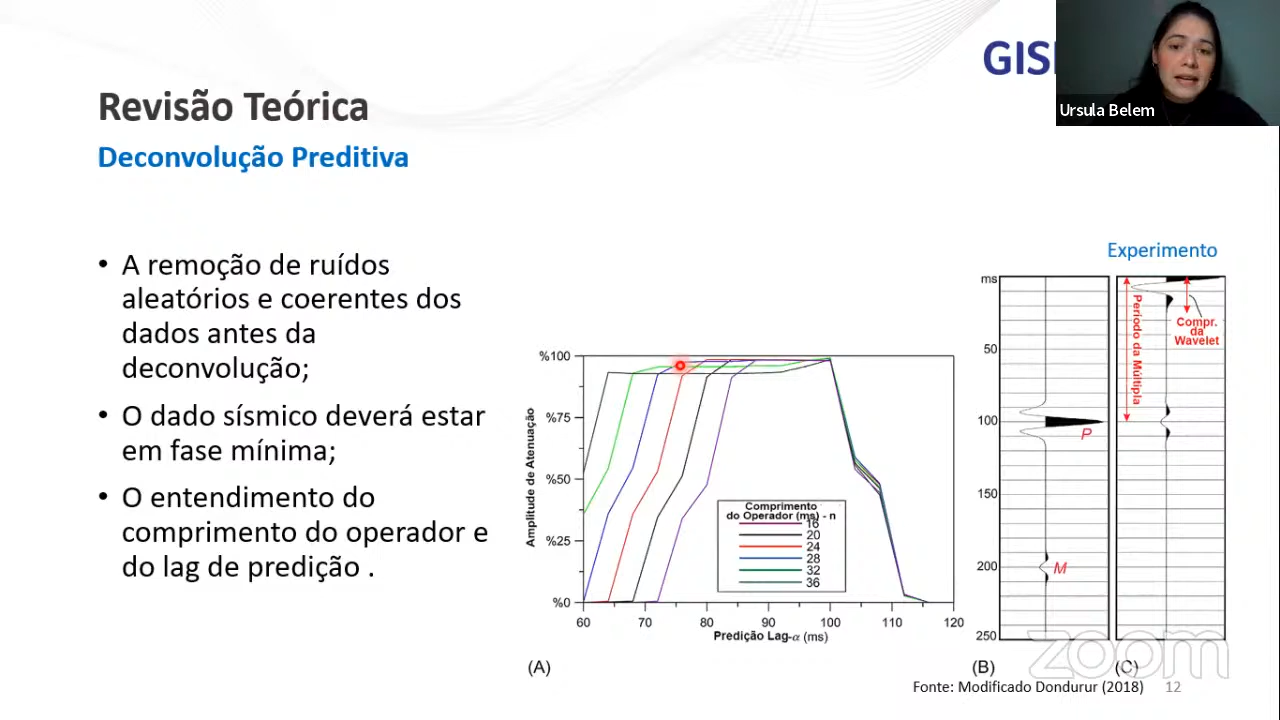 GIS
Ursula Belem
Revisão Teórica
Deconvolução Preditiva
• A remoção de ruídos
aleatórios e coerentes dos
dados antes da
deconvolução;
• O dado sísmico deverá estar
em fase mínima;
• O entendimento do
comprimento do operador e
do lag de predição .
Amplitude de Atenuação
%100
%75
%50
%25
%0
60 70 80 90 100 110 120
Predição Lag-α (ms)
Comprimento
do Operador (ms) - n
16
20
24
28
32
36
(A)
Experimento
ms
50
100
150
200
250
P
M
Período da Múltipla
Compr.
da
Wavelet
(B)
(C)
zoom
Fonte: Modificado Dondurur (2018) 12